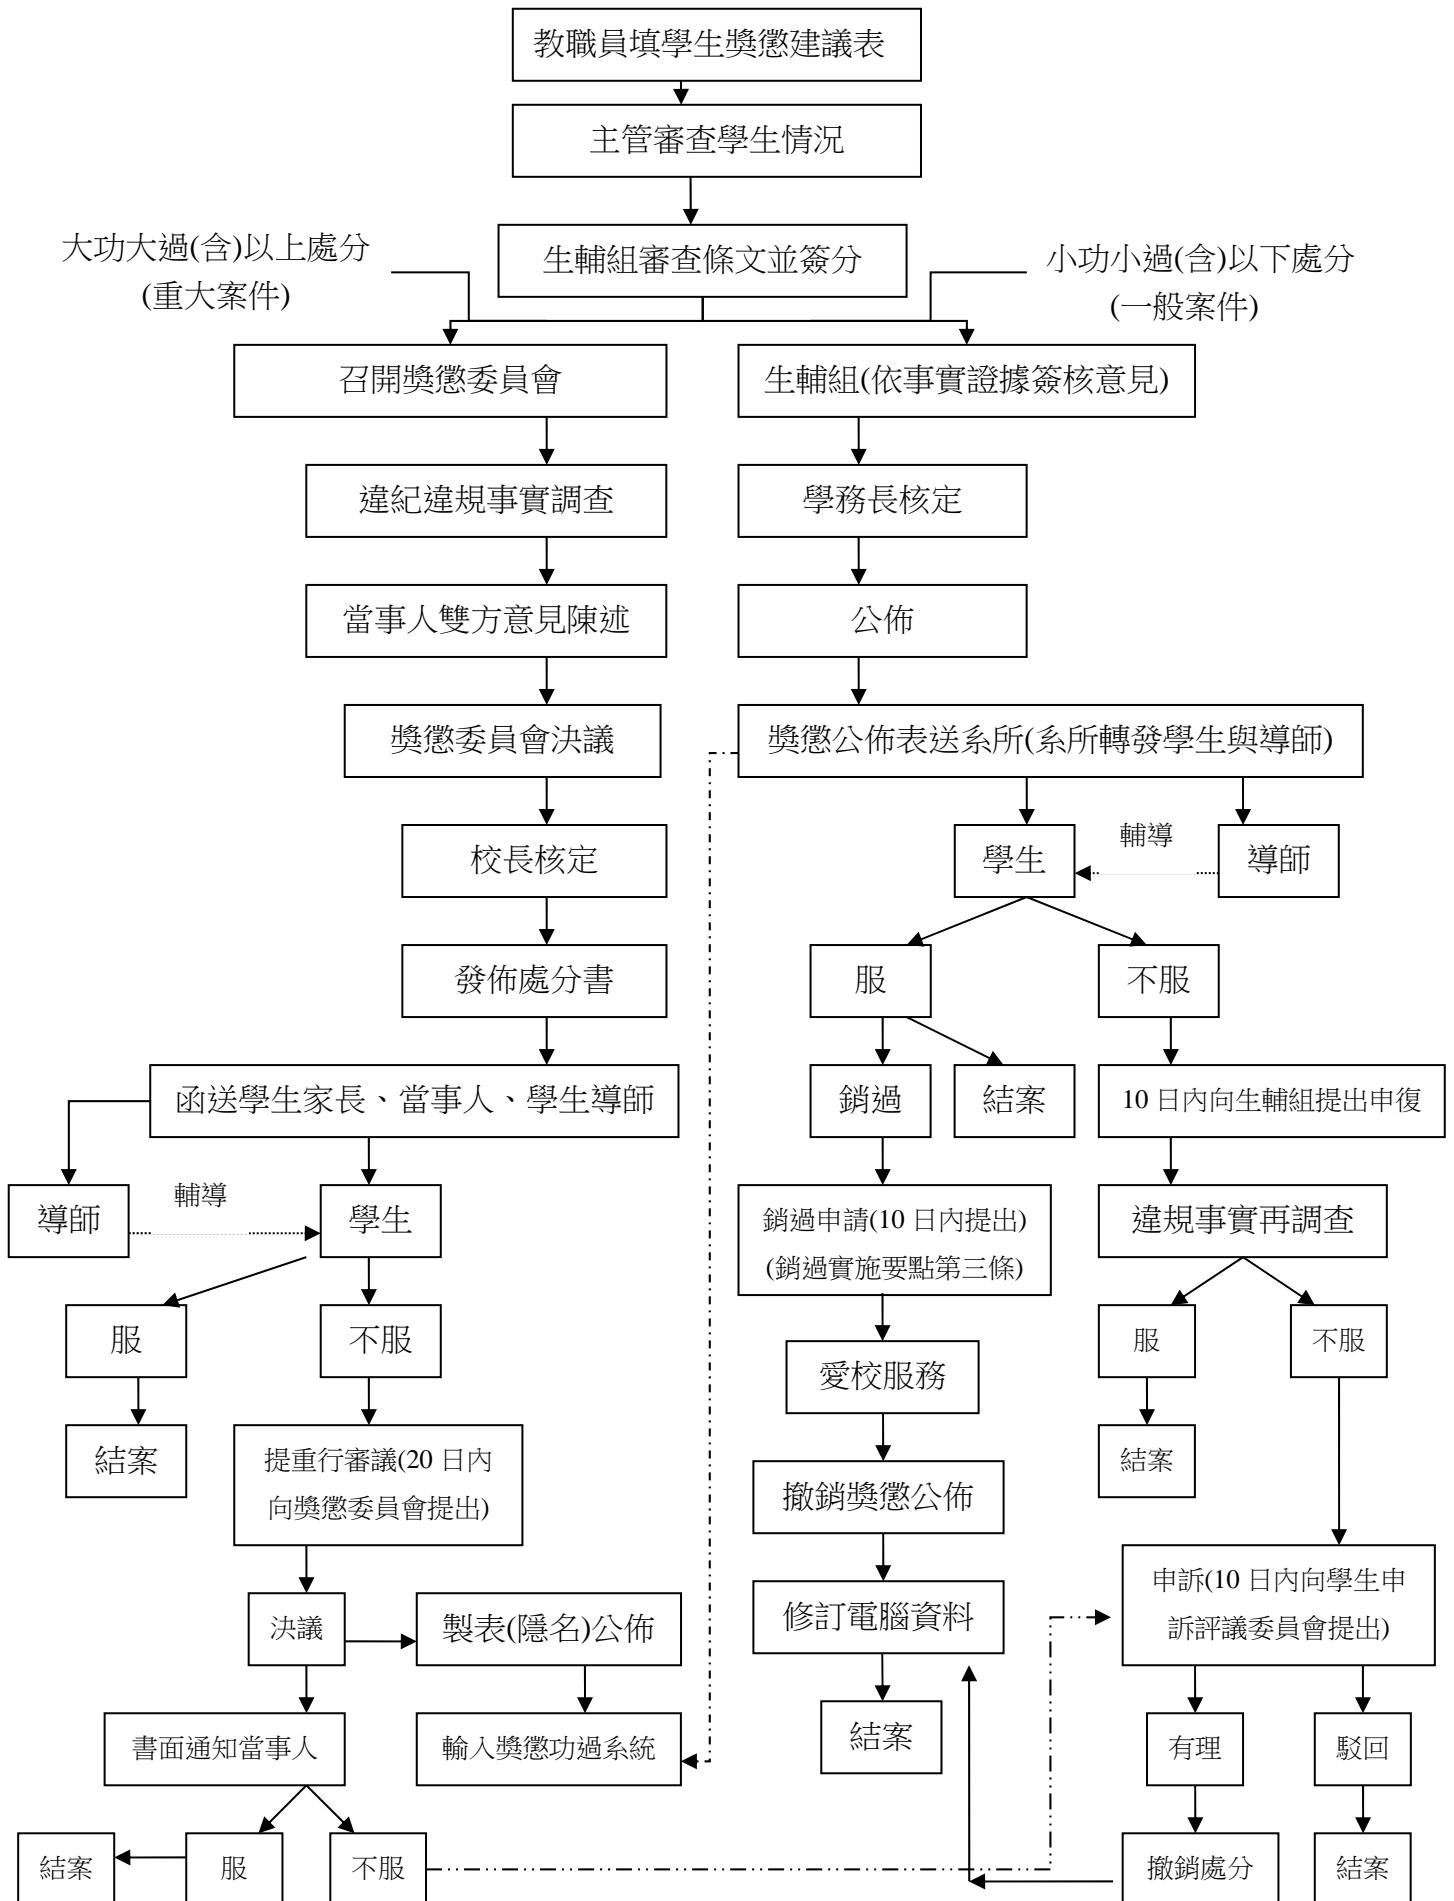 教職員填學生獎懲建議表
主管審查學生情況
生輔組審查條文並簽分
大功大過(含)以上處分
(重大案件)
小功小過(含)以下處分
(一般案件)
召開獎懲委員會
生輔組(依事實證據簽核意見)
違紀違規事實調查
學務長核定
當事人雙方意見陳述
公佈
獎懲委員會決議
獎懲公佈表送系所(系所轉發學生與導師)
校長核定
學生
輔導
導師
發佈處分書
服
不服
函送學生家長、當事人、學生導師
銷過
結案
10 日內向生輔組提出申復
導師
輔導
學生
銷過申請(10 日內提出)
(銷過實施要點第三條)
違規事實再調查
服
不服
愛校服務
服
不服
結案
提重行審議(20 日內
向獎懲委員會提出)
撤銷獎懲公佈
結案
決議
製表(隱名)公佈
修訂電腦資料
申訴(10 日內向學生申
訴評議委員會提出)
書面通知當事人
輸入獎懲功過系統
結案
有理
駁回
結案
服
不服
撤銷處分
結案